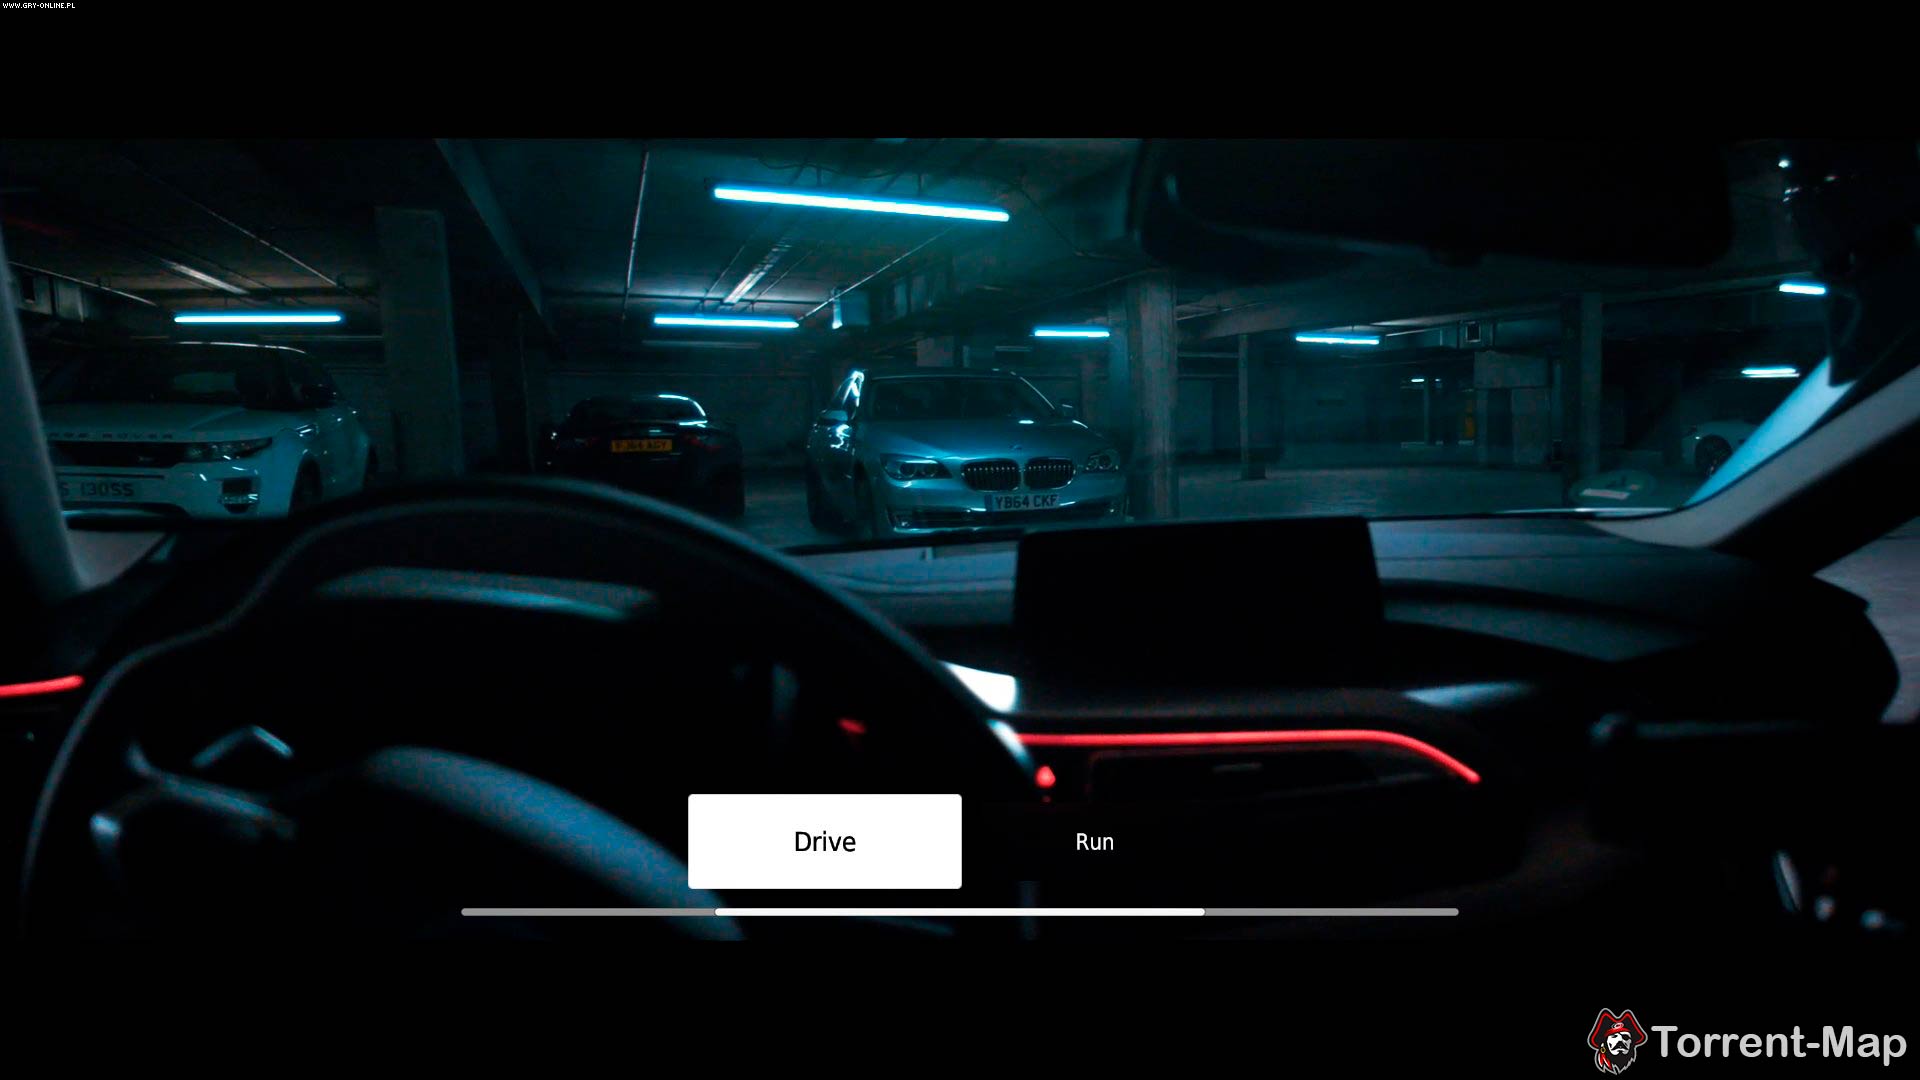 WWW.GRY-ONLINE.PL
YB64 CKF
Drive
Run
Torrent-Map